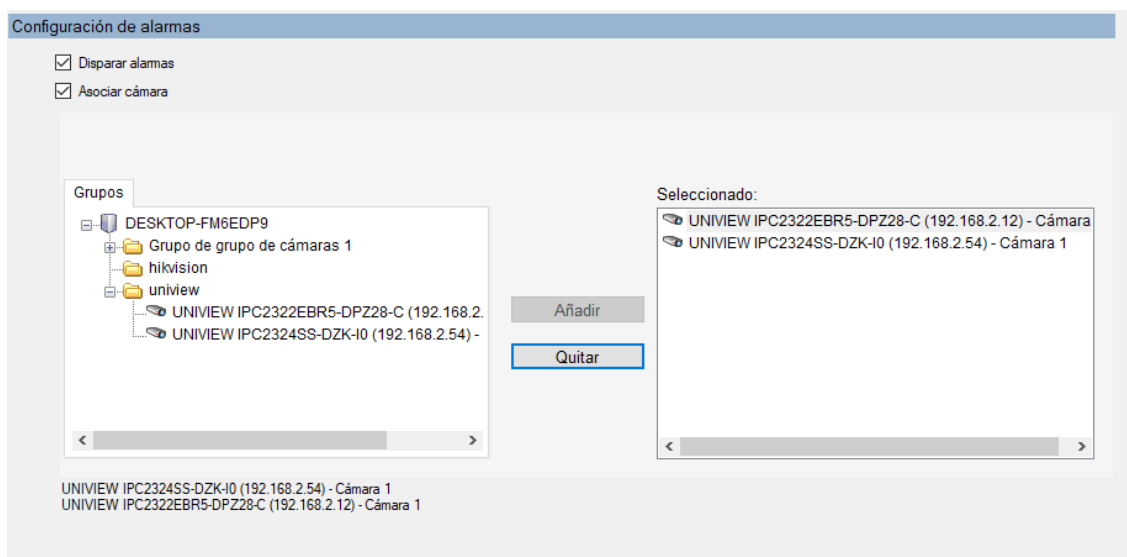 Configuración de alarmas
Disparar alarmas
Asociar cámara
Grupos
DESKTOP-FM6EDP9
Grupo de grupo de cámaras 1
hikvision
uniview
UNIVIEW IPC2322EBR5-DPZ28-C (192.168.2.
UNIVIEW IPC2324SS-DZK-I0 (192.168.2.54) -
Añadir
Quitar
Seleccionado:
UNIVIEW IPC2322EBR5-DPZ28-C (192.168.2.12) - Cámara
UNIVIEW IPC2324SS-DZK-I0 (192.168.2.54) - Cámara 1
UNIVIEW IPC2324SS-DZK-I0 (192.168.2.54) - Cámara 1
UNIVIEW IPC2322EBR5-DPZ28-C (192.168.2.12) - Cámara 1